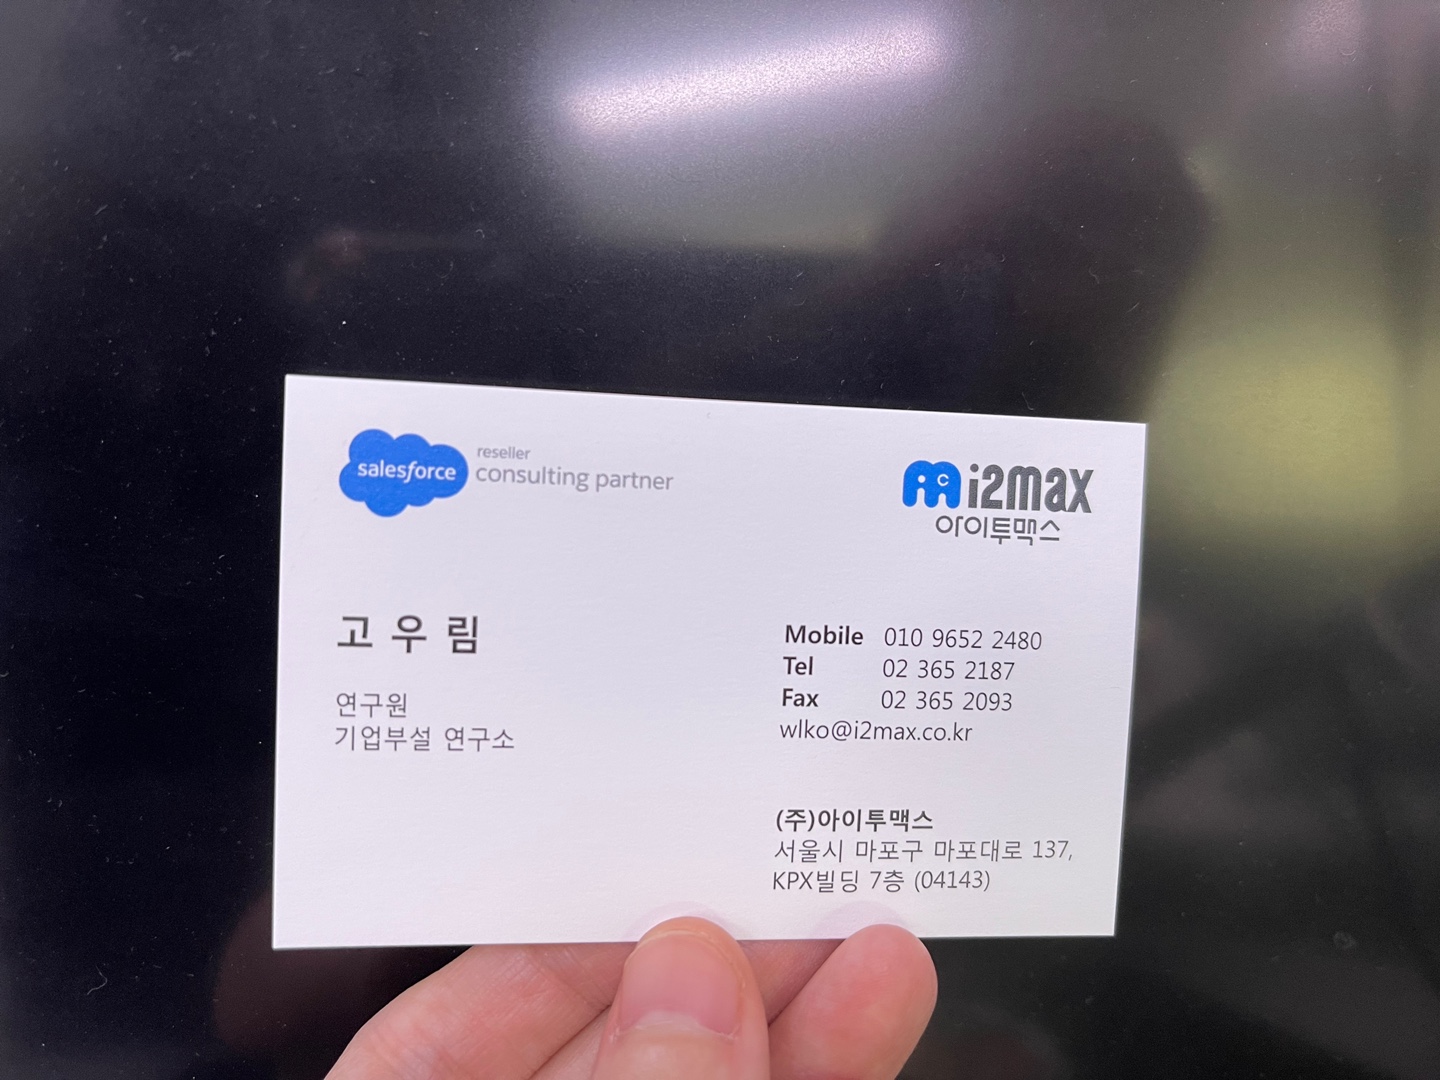 salesforce
reseller
consulting partner
i2max
아이투맥스
고우림
연구원
기업부설 연구소
Mobile 010 9652 2480
Tel 02 365 2187
Fax 02 365 2093
wlko@i2max.co.kr
(주)아이투맥스
서울시 마포구 마포대로 137,
KPX빌딩 7층 (04143)